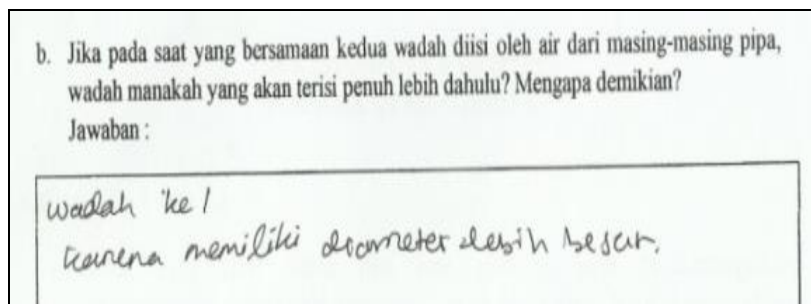 b. Jika pada saat yang bersamaan kedua wadah diisi oleh air dari masing-masing pipa,
wadah manakah yang akan terisi penuh lebih dahulu? Mengapa demikian?
Jawaban :
wadah ke 1
karena memiliki diameter lebih besar.